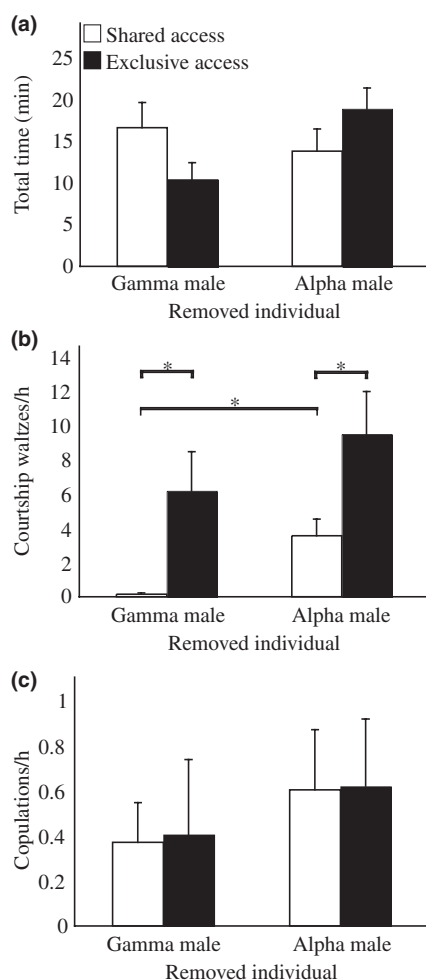 (a)
Shared access
Exclusive access
25
20
15
10
5
0
Total time (min)
Gamma male Alpha male
Removed individual
(b)
14
12
10
8
6
4
2
0
Courtship waltzes/h
* *
*
Gamma male Alpha male
Removed individual
(c)
1
0.8
0.6
0.4
0.2
0
Copulations/h
Gamma male Alpha male
Removed individual